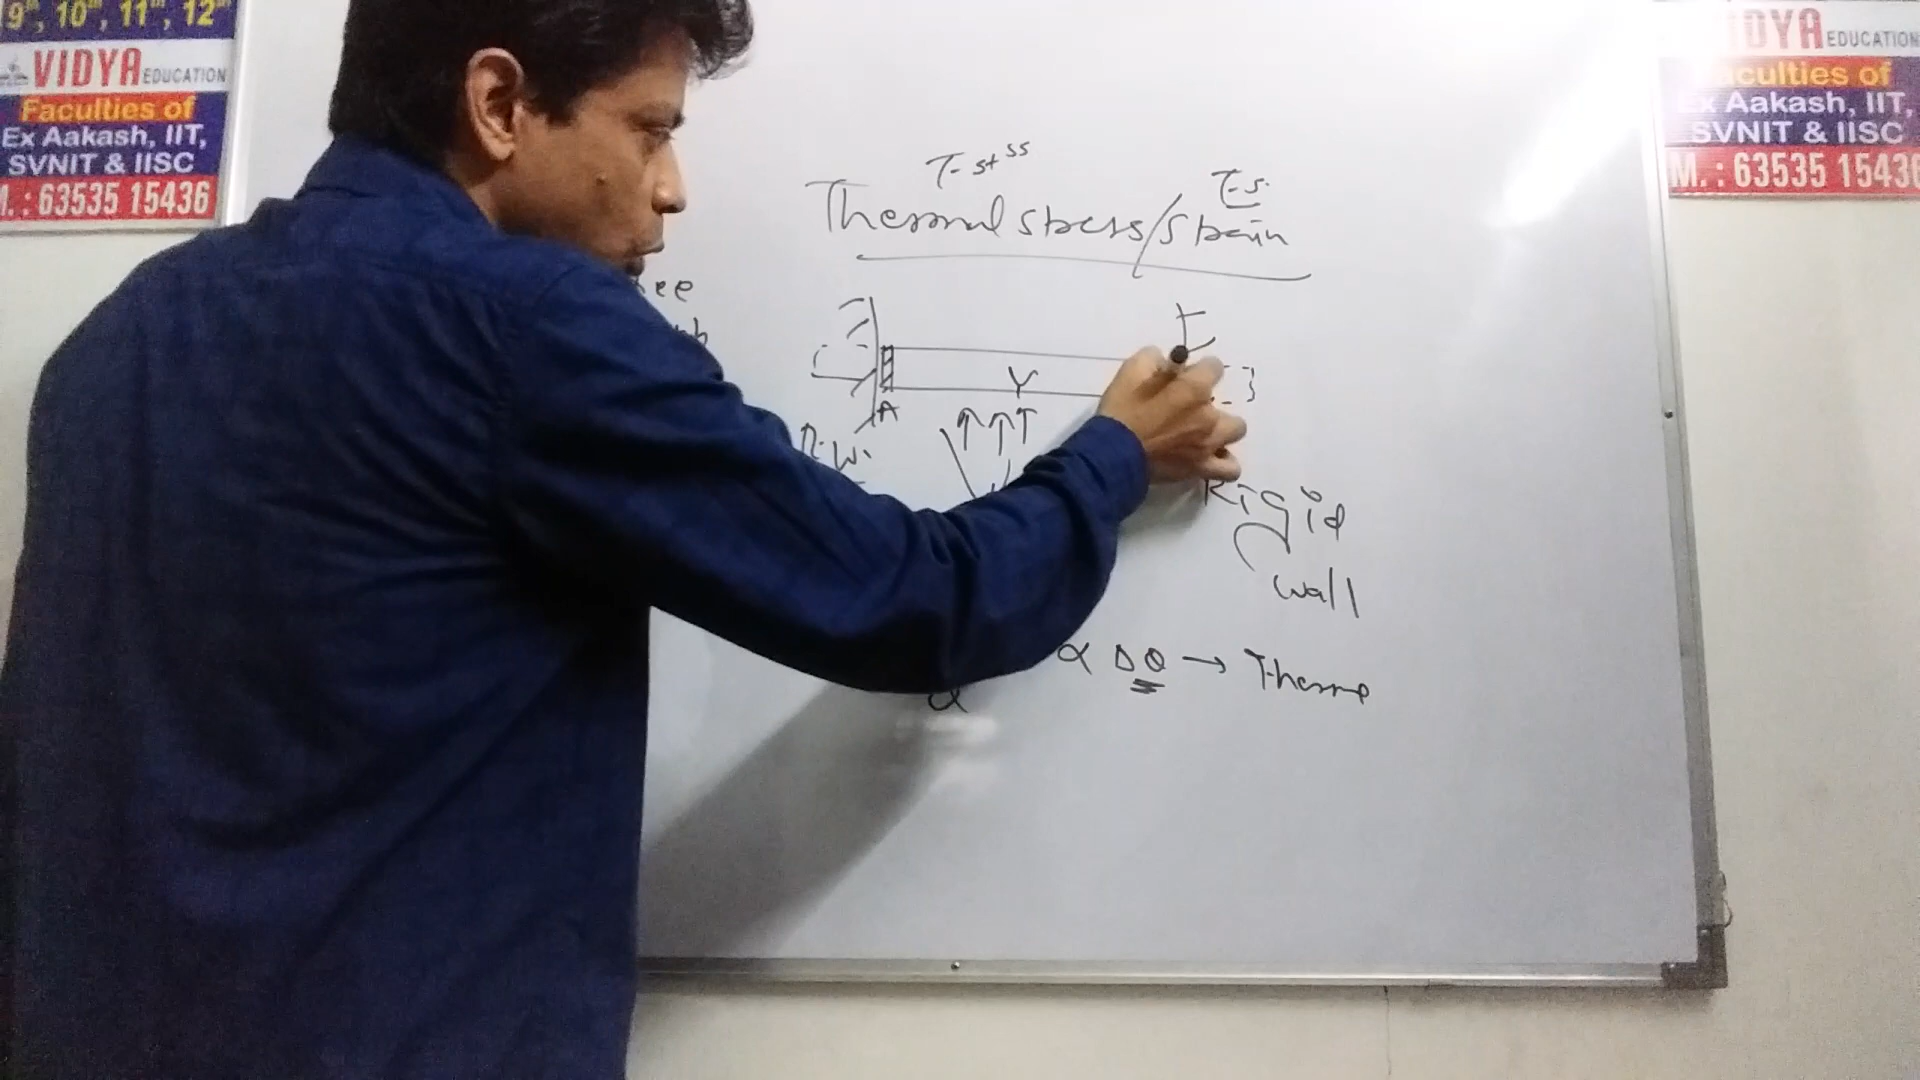 9th, 10th, 11th, 12th
VIDYA EDUCATION
Faculties of
Ex Aakash, IIT,
SVNIT & IISC
M.: 63535 15436
VIDYA EDUCATION
Faculties of
Ex Aakash, IIT,
SVNIT & IISC
M.: 63535 15436
T-stss T-s.
Thermal stress/strain
Y
A
R.W.
Rigid
wall
α Δθ → Therm
α